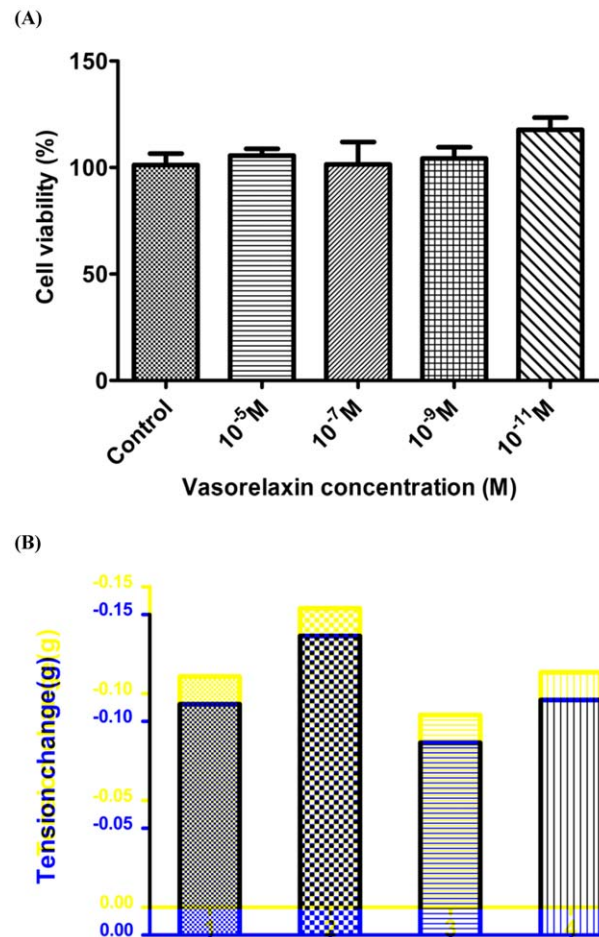 (A)
150
100
50
0
Cell viability (%)
Control
10-5M
10-7M
10-9M
10-11M
Vasorelaxin concentration (M)
(B)
-0.15
-0.15
-0.10
-0.10
-0.05
-0.05
0.00
0.00
Tension change(g)
1
2
3
4